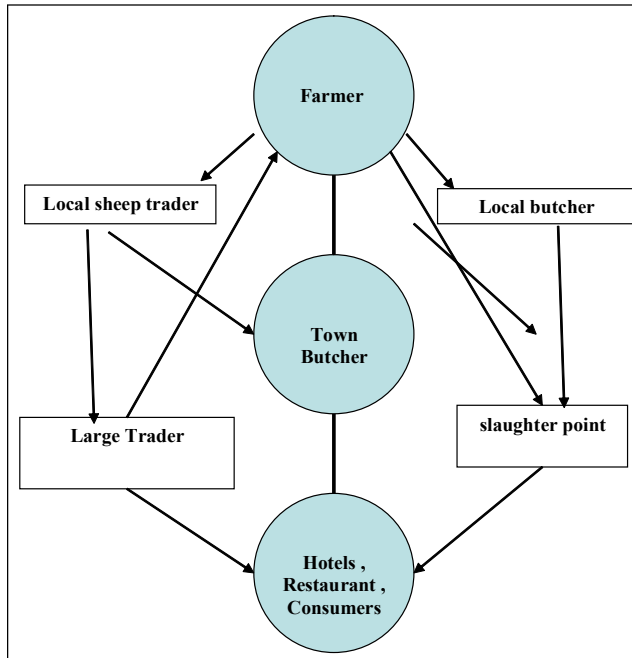 Farmer
Local sheep trader
Local butcher
Town
Butcher
Large Trader
slaughter point
Hotels ,
Restaurant ,
Consumers